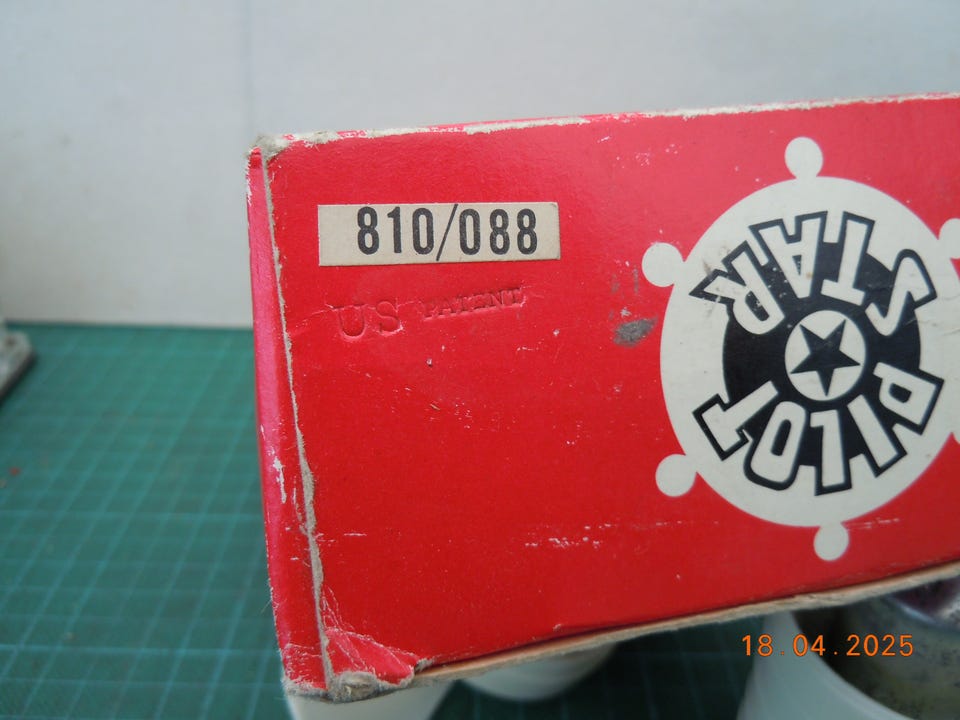 810/088
US PATENT
PILOT
STAR
18.04.2025